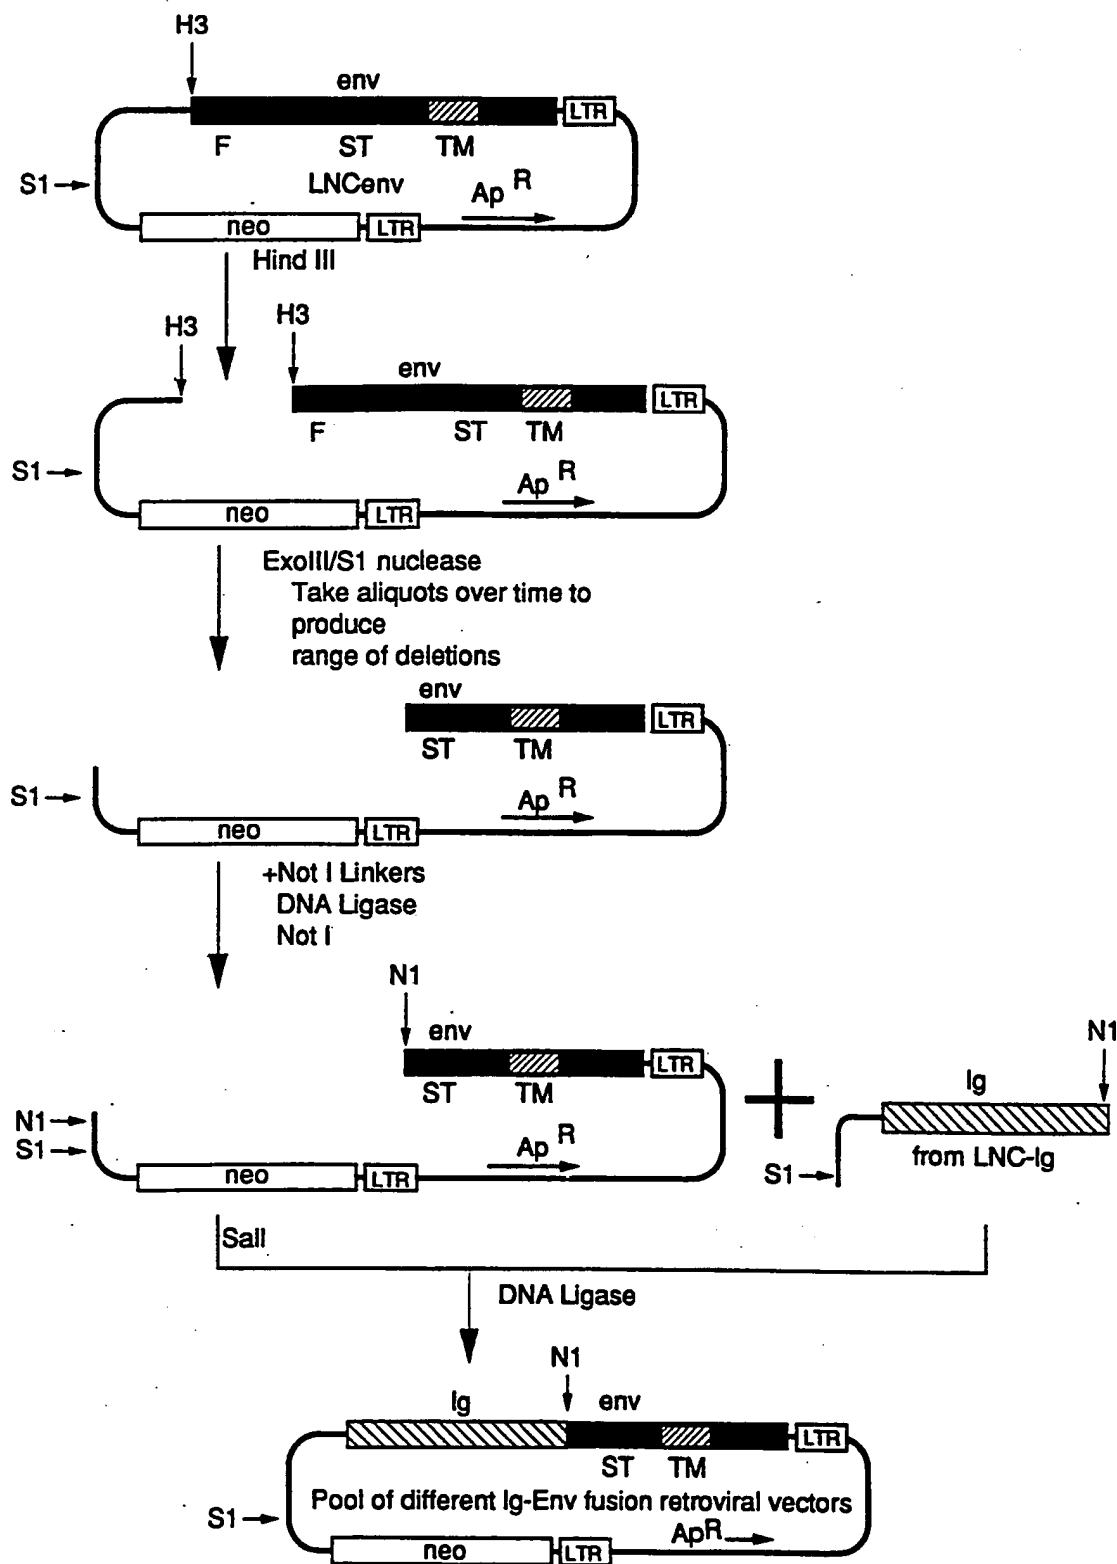 H3
env
LTR
F ST TM
S1
LNCenv
Ap R
neo LTR
Hind III
H3 H3
env
LTR
F ST TM
S1
Ap R
neo LTR
ExoIII/S1 nuclease
Take aliquots over time to
produce
range of deletions
env
LTR
ST TM
S1
Ap R
neo LTR
+Not I Linkers
DNA Ligase
Not I
N1
env
LTR
ST TM
N1
S1
Ap R
neo LTR
+
N1
Ig
from LNC-Ig
S1
SalI
DNA Ligase
N1
Ig env
LTR
ST TM
Pool of different Ig-Env fusion retroviral vectors
S1
ApR
neo LTR